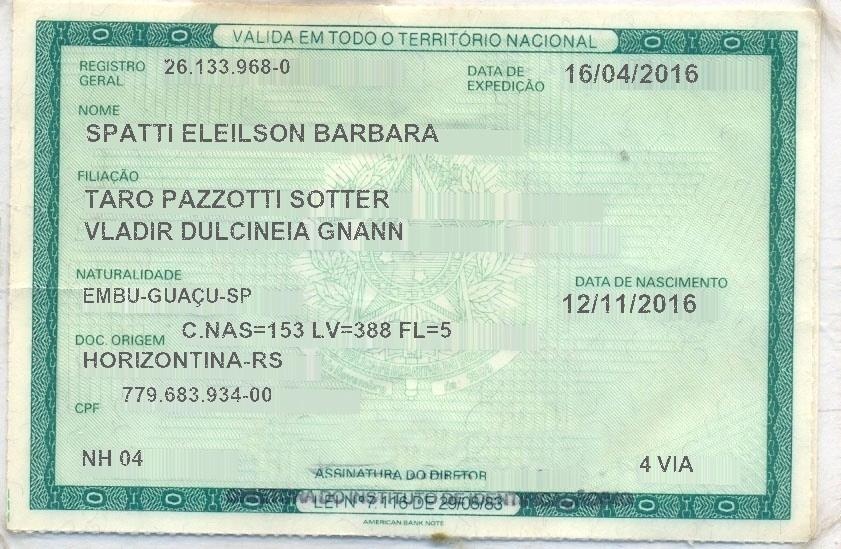 VÁLIDA EM TODO O TERRITÓRIO NACIONAL
REGISTRO GERAL 26.133.968-0 DATA DE EXPEDIÇÃO 16/04/2016
NOME
SPATTI ELEILSON BARBARA
FILIAÇÃO
TARO PAZZOTTI SOTTER
VLADIR DULCINEIA GNANN
NATURALIDADE DATA DE NASCIMENTO
EMBU-GUAÇU-SP 12/11/2016
DOC. ORIGEM C.NAS=153 LV=388 FL=5
HORIZONTINA-RS
CPF 779.683.934-00
NH 04 4 VIA
ASSINATURA DO DIRETOR
LEI Nº 7.116 DE 29/08/83
AMERICAN BANK NOTE